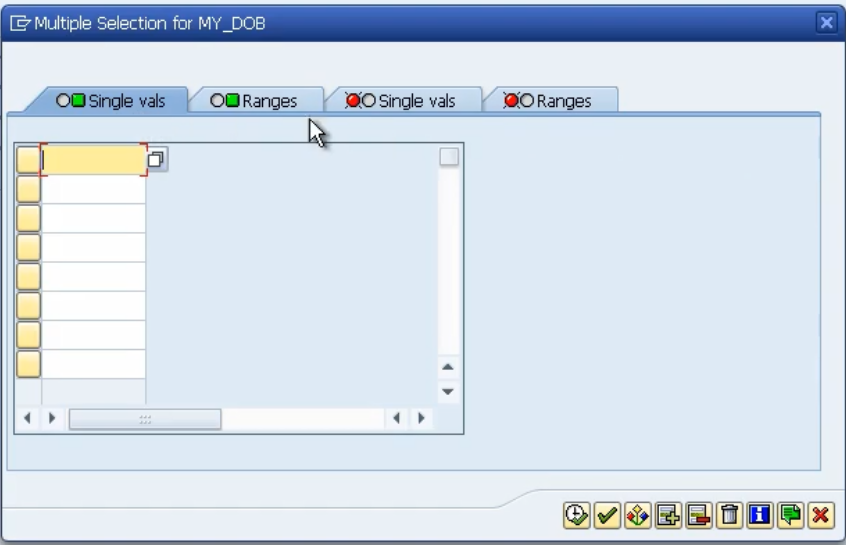 Multiple Selection for MY_DOB
Single vals
Ranges
Single vals
Ranges